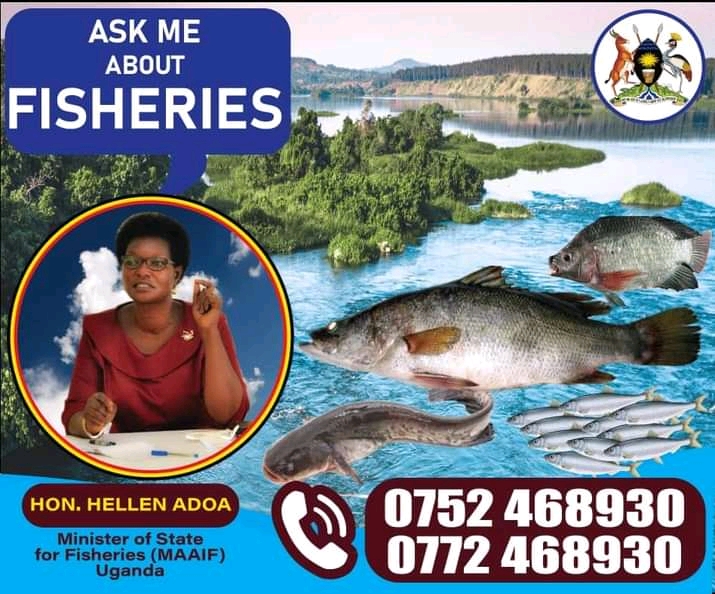 ASK ME
ABOUT
FISHERIES
HON. HELLEN ADOA
Minister of State
for Fisheries (MAAIF)
Uganda
0752 468930
0772 468930